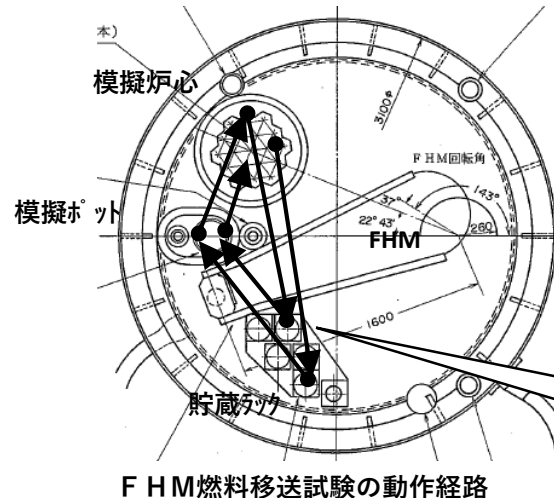 本）
模擬炉心
3100φ
FHM回転角
37°
143°
22°43'
260
模擬ﾎﾟｯﾄ
FHM
1600
貯蔵ﾗｯｸ
ＦＨＭ燃料移送試験の動作経路